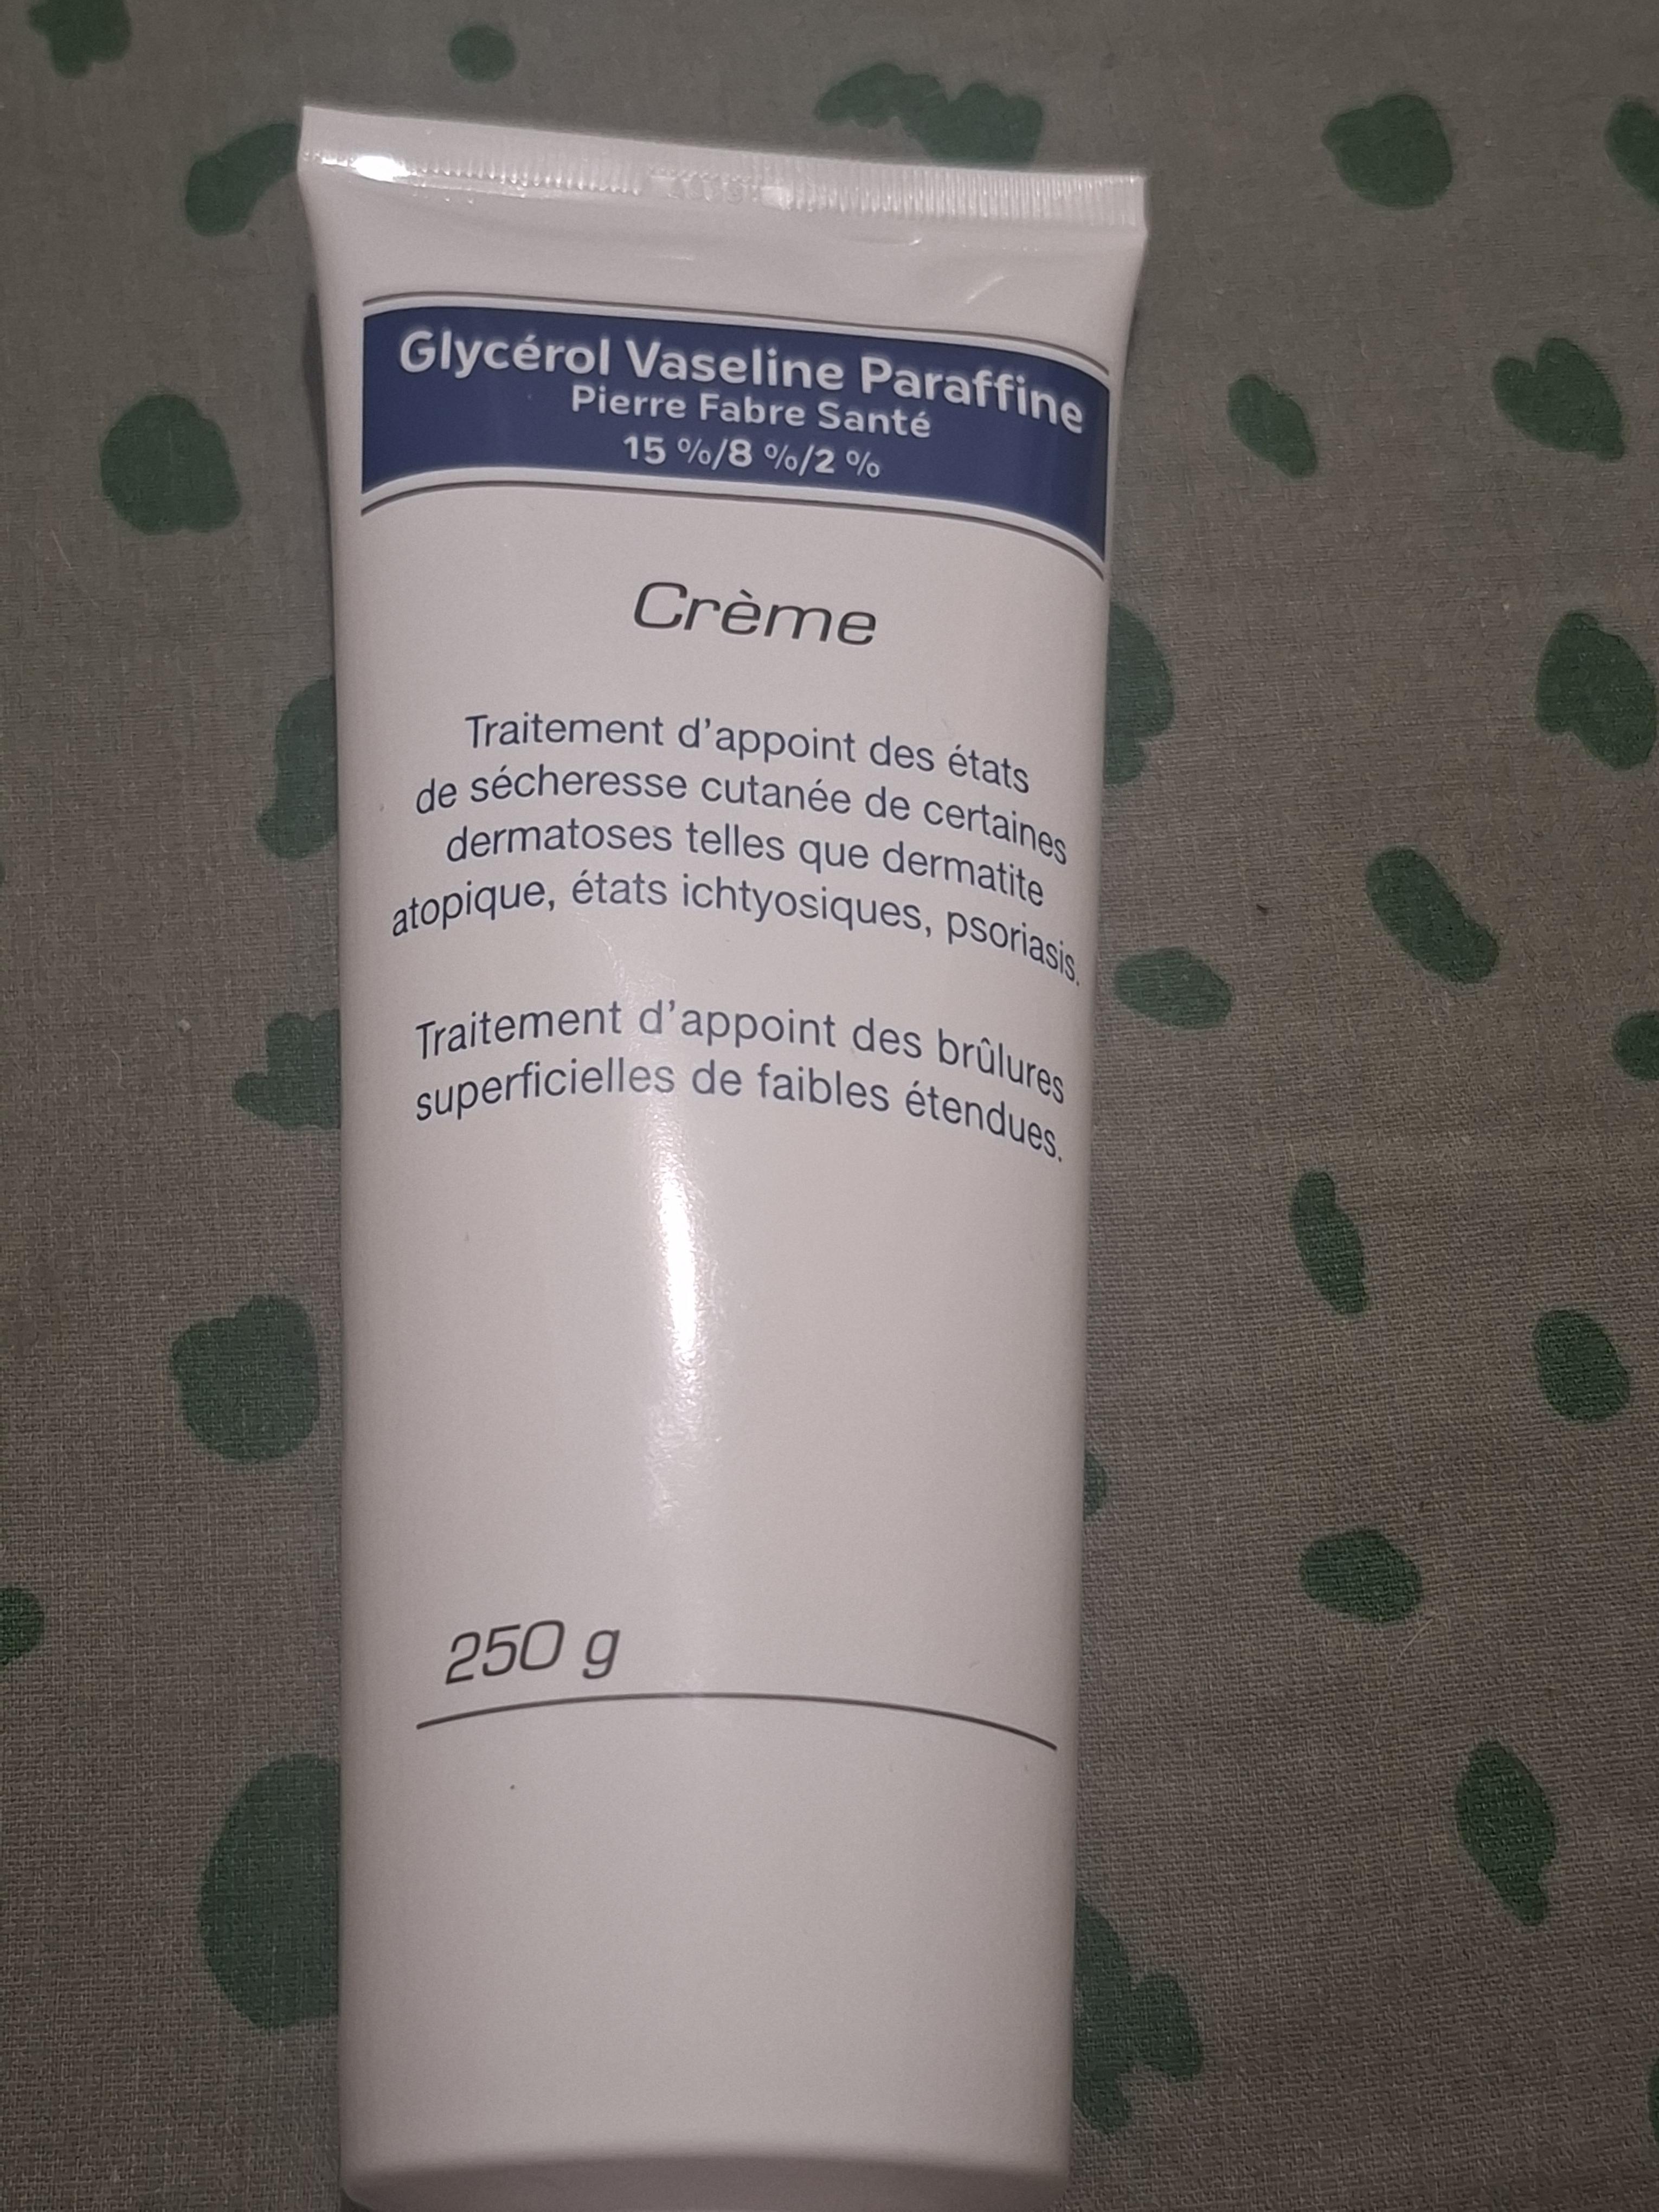 Glycérol Vaseline Paraffine
Pierre Fabre Santé
15 %/8 %/2 %
Crème
Traitement d'appoint des états
de sécheresse cutanée de certaines
dermatoses telles que dermatite
atopique, états ichtyosiques, psoriasis.
Traitement d'appoint des brûlures
superficielles de faibles étendues.
250 g